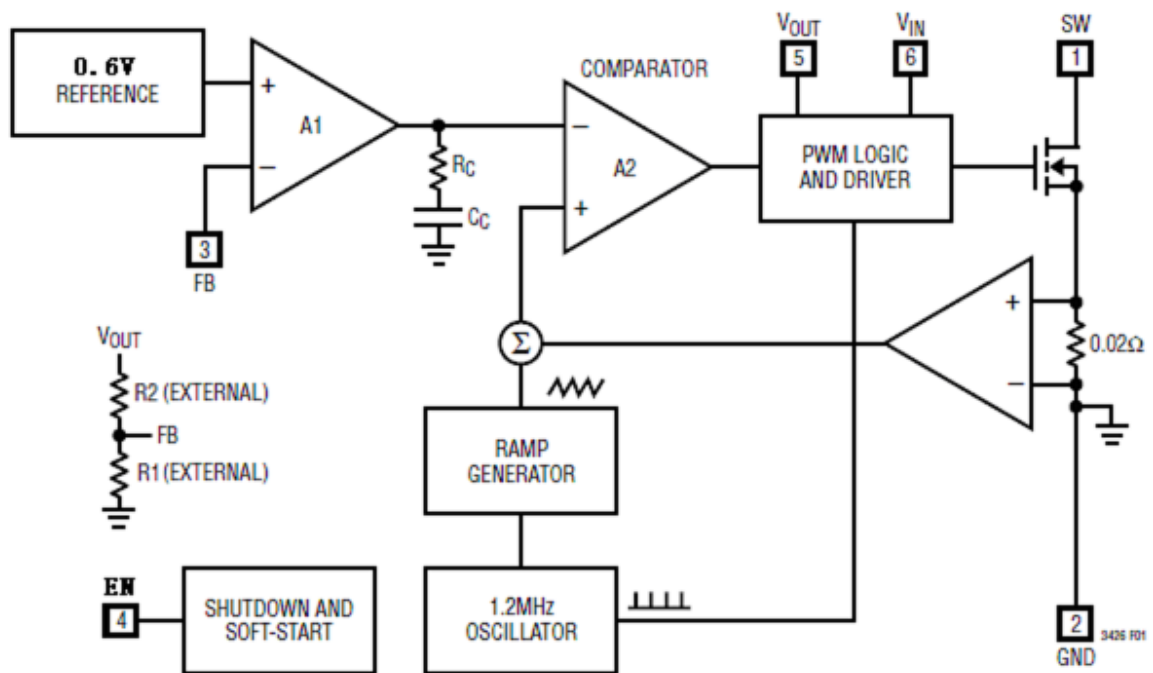 0.6V
REFERENCE
+
−
A1
3
FB
RC
CC
COMPARATOR
−
+
A2
VOUT
5
VIN
6
PWM LOGIC
AND DRIVER
SW
1
+
−
0.02Ω
Σ
VOUT
R2 (EXTERNAL)
FB
R1 (EXTERNAL)
RAMP
GENERATOR
EN
4
SHUTDOWN AND
SOFT-START
1.2MHz
OSCILLATOR
2
GND
3426 F01